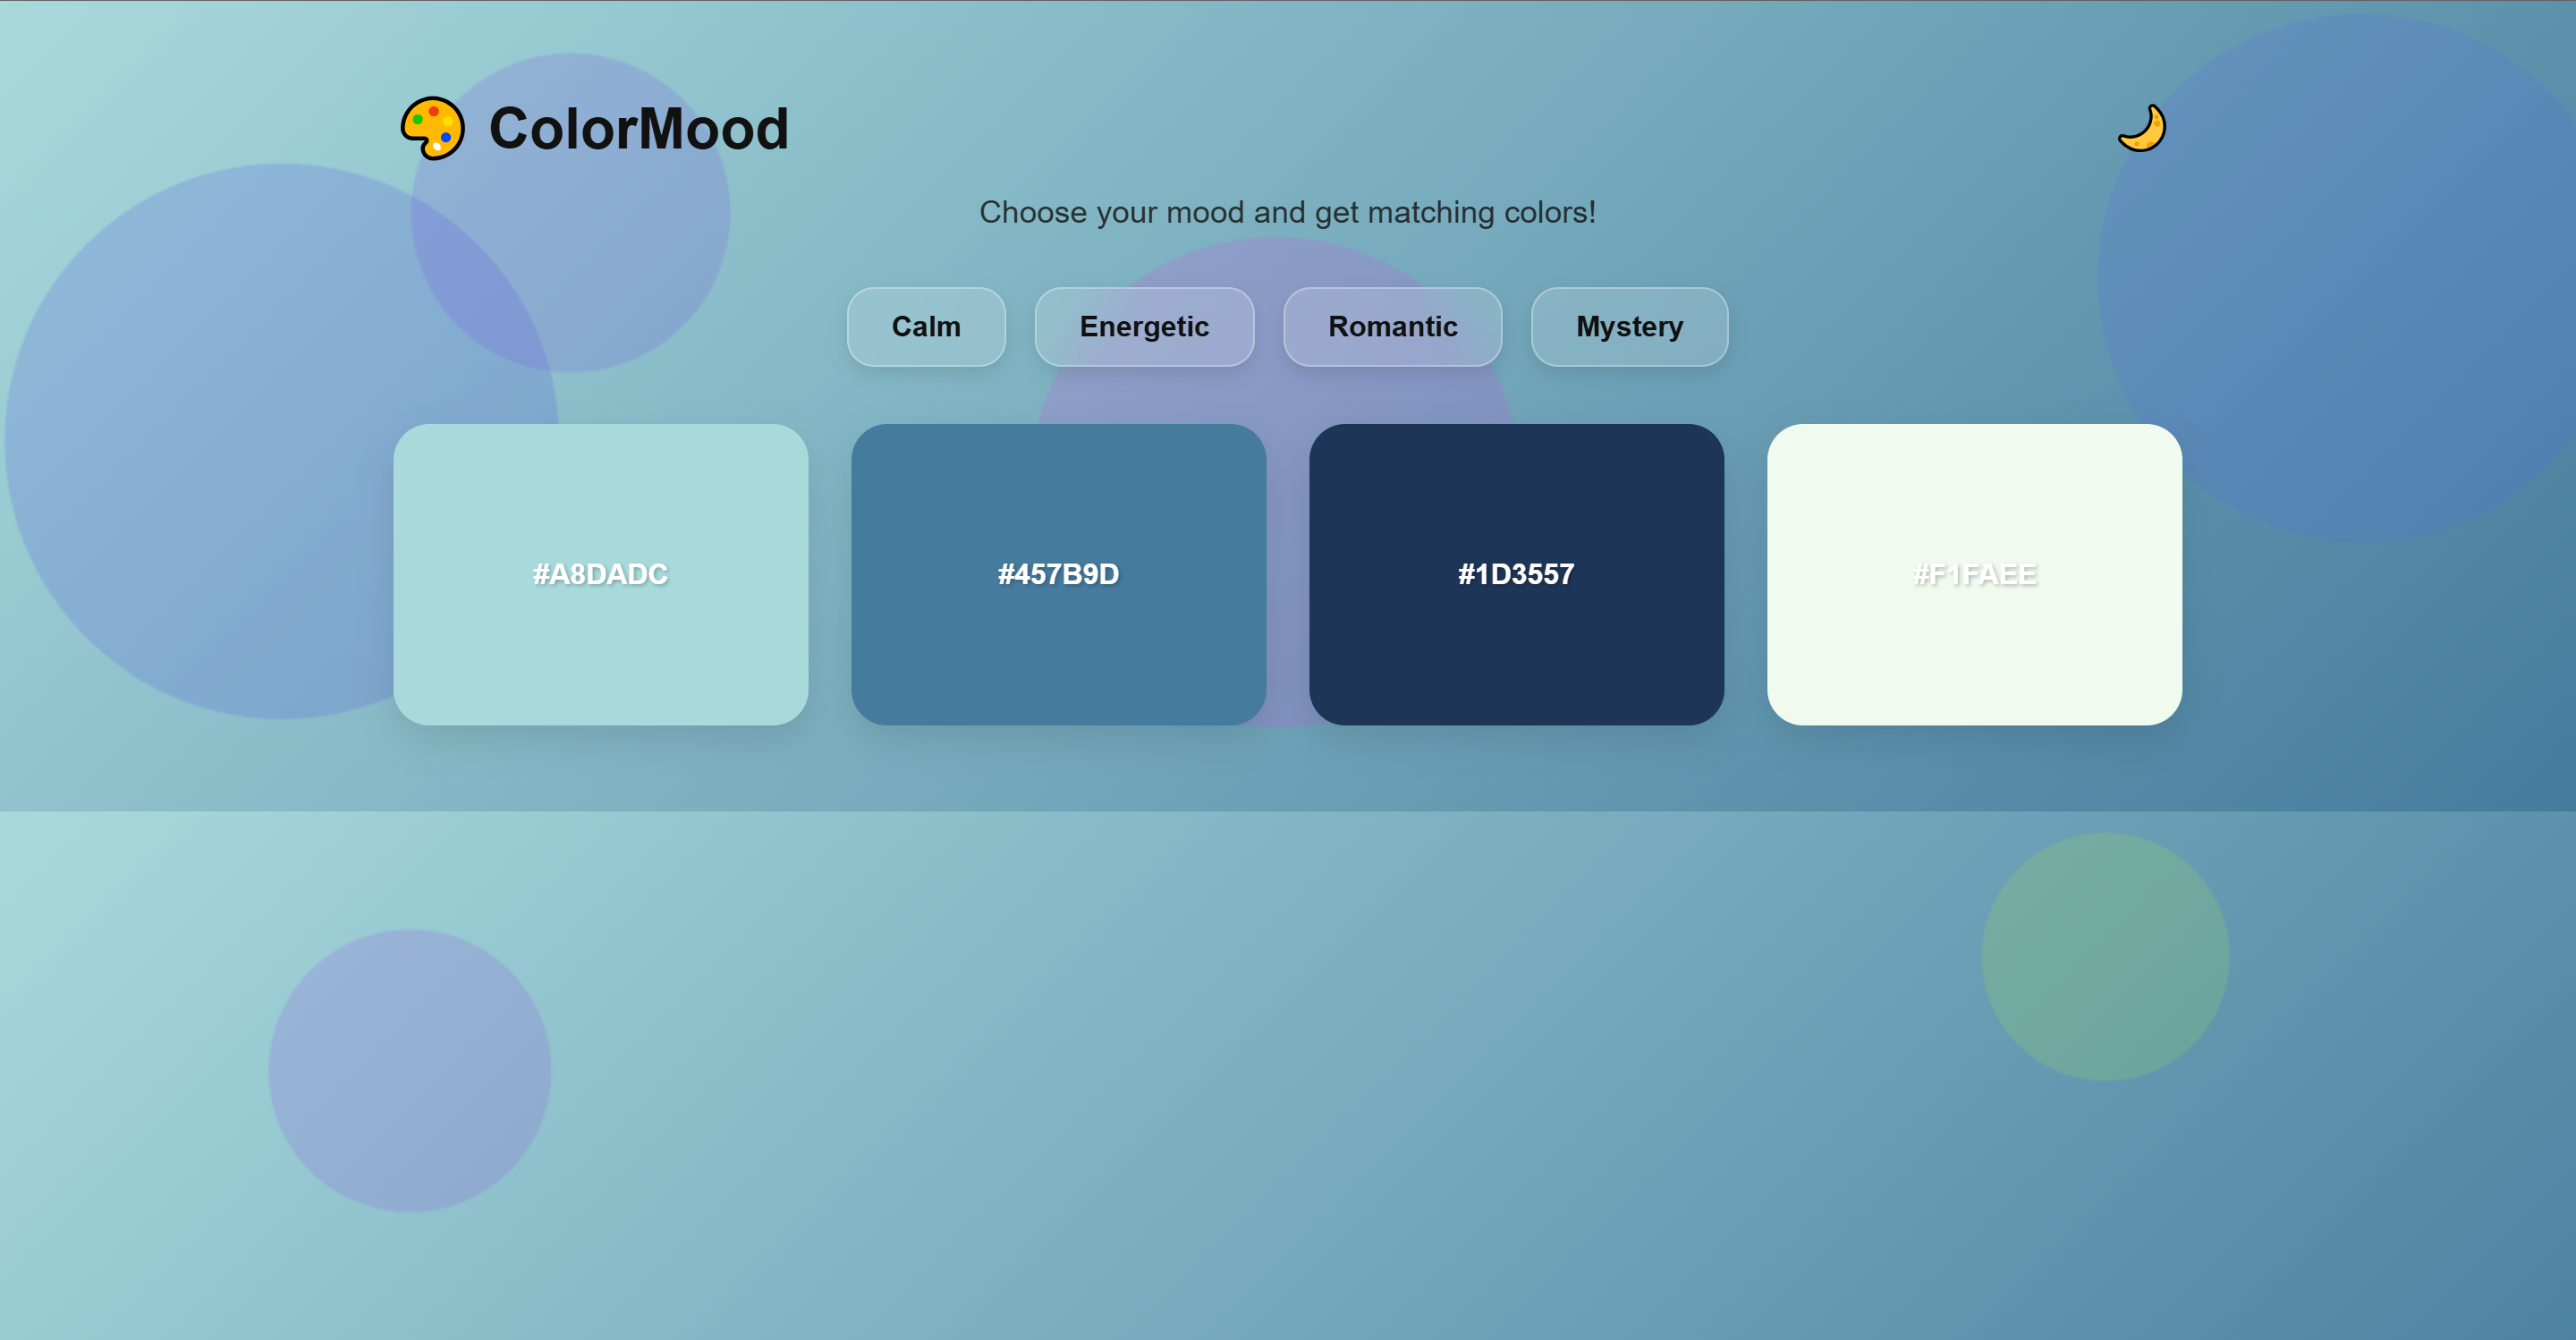 ColorMood
Choose your mood and get matching colors!
Calm
Energetic
Romantic
Mystery
#A8DADC
#457B9D
#1D3557
#F1FAEE